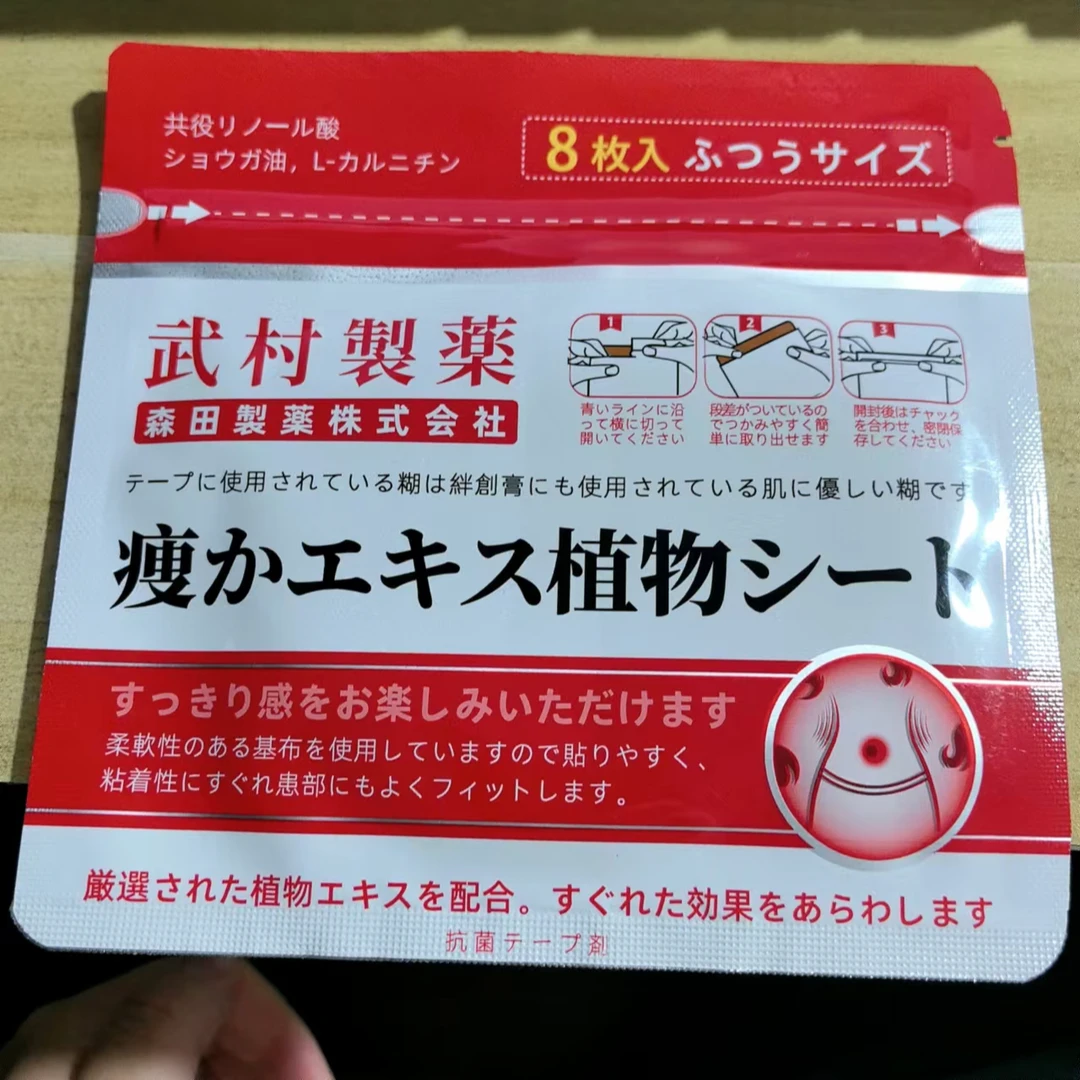 共役リノール酸
ショウガ油, L-カルニチン
8枚入 ふつうサイズ
武村製薬
森田製薬株式会社
1
青いラインに沿
って横に切って
開いてください
2
段差がついているの
でつかみやすく簡
単に取り出せます
3
開封後はチャック
を合わせ、密閉保
存してください
テープに使用されている糊は絆創膏にも使用されている肌に優しい糊です
痩かエキス植物シート
すっきり感をお楽しみいただけます
柔軟性のある基布を使用していますので貼りやすく、
粘着性にすぐれ患部にもよくフィットします。
厳選された植物エキスを配合。すぐれた効果をあらわします
抗菌テープ剤